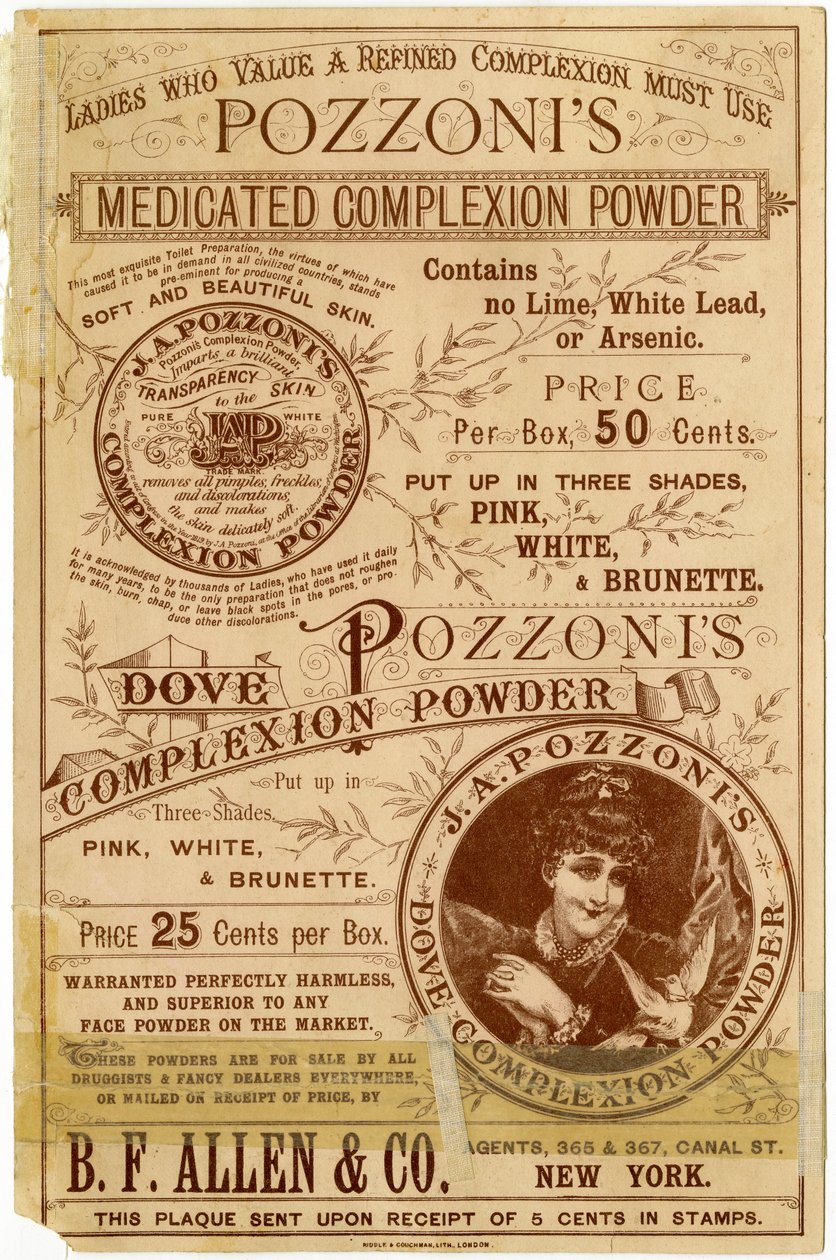 LADIES WHO VALUE A REFINED COMPLEXION MUST USE
POZZONI'S
MEDICATED COMPLEXION POWDER
This most exquisite Toilet Preparation, the virtues of which have
caused it to be in demand in all civilized countries, stands
pre-eminent for producing a
SOFT AND BEAUTIFUL SKIN.
J.A.POZZONI'S
Pozzoni's Complexion Powder,
Imparts a brilliant
TRANSPARENCY SKIN
to the
PURE WHITE
JAP
TRADE MARK.
removes all pimples, freckles,
and discolorations,
and makes
the skin delicately soft.
COMPLEXION POWDER
It is acknowledged by thousands of Ladies, who have used it daily
for many years, to be the only preparation that does not roughen
the skin, burn, chap, or leave black spots in the pores, or pro-
duce other discolorations.
Contains
no Lime, White Lead,
or Arsenic.
PRICE
Per Box, 50 Cents.
PUT UP IN THREE SHADES,
PINK,
WHITE,
& BRUNETTE.
POZZONI'S
DOVE
COMPLEXION POWDER
Put up in
Three Shades.
PINK, WHITE,
& BRUNETTE.
PRICE 25 Cents per Box.
WARRANTED PERFECTLY HARMLESS,
AND SUPERIOR TO ANY
FACE POWDER ON THE MARKET.
J.A.POZZONI'S
DOVE COMPLEXION POWDER
THESE POWDERS ARE FOR SALE BY ALL
DRUGGISTS & FANCY DEALERS EVERYWHERE,
OR MAILED ON RECEIPT OF PRICE, BY
B. F. ALLEN & CO.
AGENTS, 365 & 367, CANAL ST.
NEW YORK.
THIS PLAQUE SENT UPON RECEIPT OF 5 CENTS IN STAMPS.
RIDDLE & COUCHMAN, LITH., LONDON.